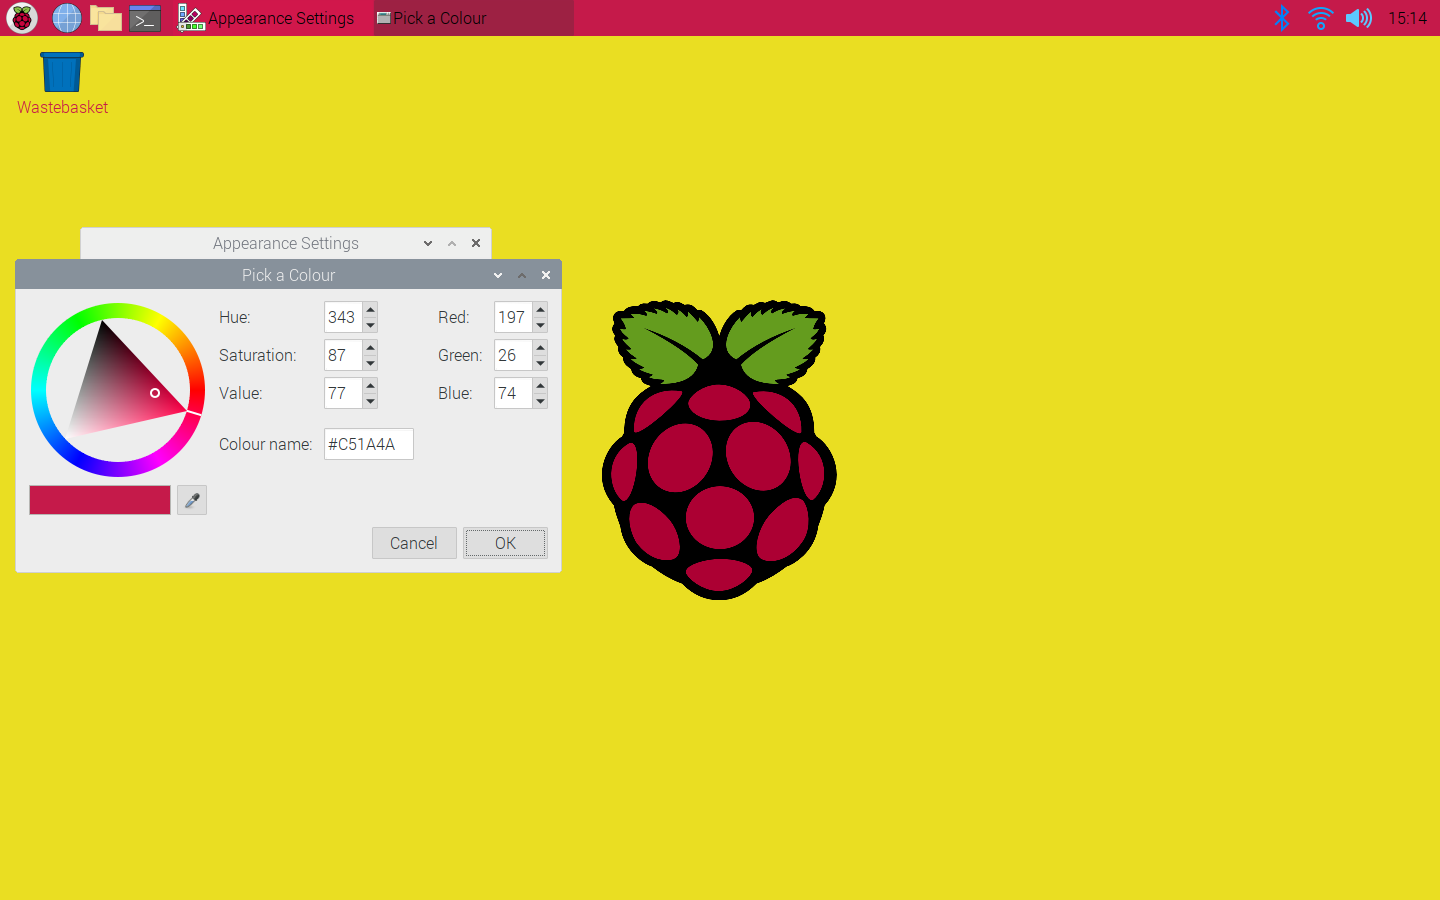 Appearance Settings
Pick a Colour
15:14
Wastebasket
Appearance Settings
Pick a Colour
Hue: 343 Red: 197
Saturation: 87 Green: 26
Value: 77 Blue: 74
Colour name: #C51A4A
Cancel OK